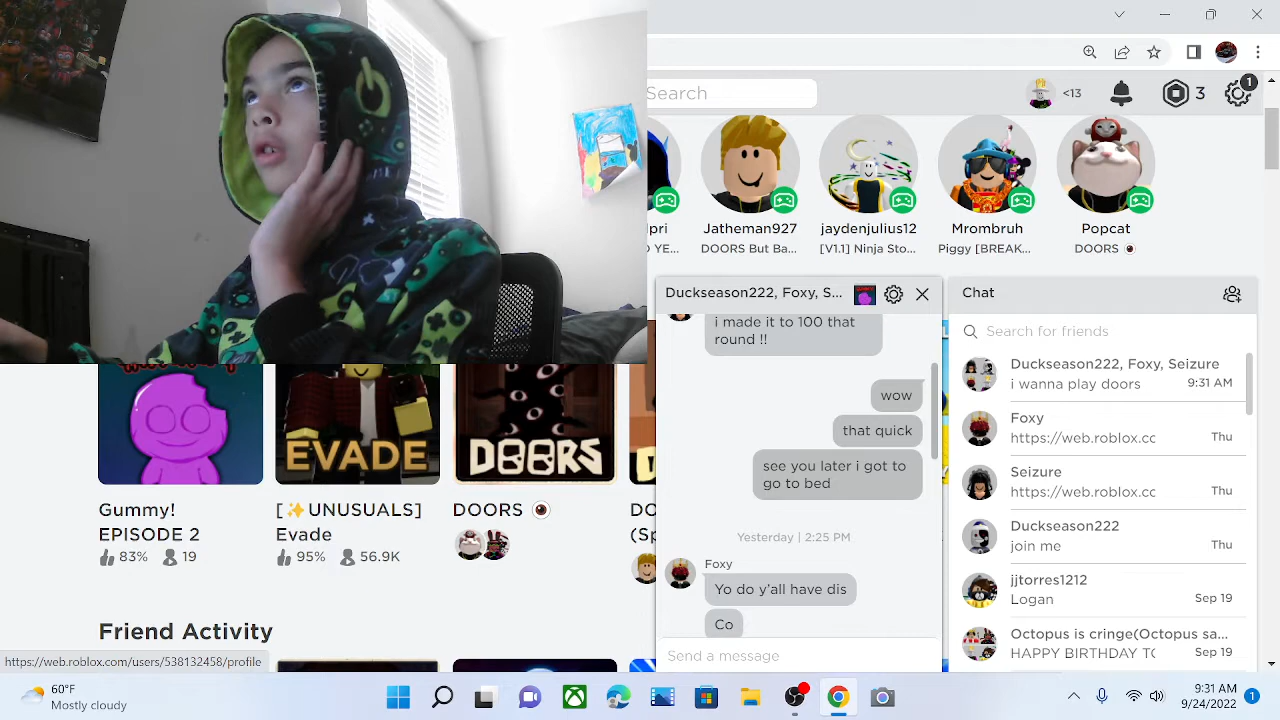 Search
<13
3
1
pri
Jatheman927
jaydenjulius12
Mrombruh
Popcat
YE...
DOORS But Ba...
[V1.1] Ninja Sto...
Piggy [BREAK...
DOORS
Duckseason222, Foxy, S...
i made it to 100 that
round !!
wow
that quick
see you later i got to
go to bed
Yesterday | 2:25 PM
Foxy
Yo do y'all have dis
Co
Send a message
Chat
Search for friends
Duckseason222, Foxy, Seizure
i wanna play doors
9:31 AM
Foxy
https://web.roblox.cc
Thu
Seizure
https://web.roblox.cc
Thu
Duckseason222
join me
Thu
jjtorres1212
Logan
Sep 19
Octopus is cringe(Octopus sa...
HAPPY BIRTHDAY TO
Sep 19
EVADE
DOORS
Gummy!
EPISODE 2
83%
19
[✨UNUSUALS]
Evade
95%
56.9K
DOORS
DO
(Sp
Friend Activity
https://web.roblox.com/users/538132458/profile
60°F
Mostly cloudy
9:31 AM
9/24/2022
1